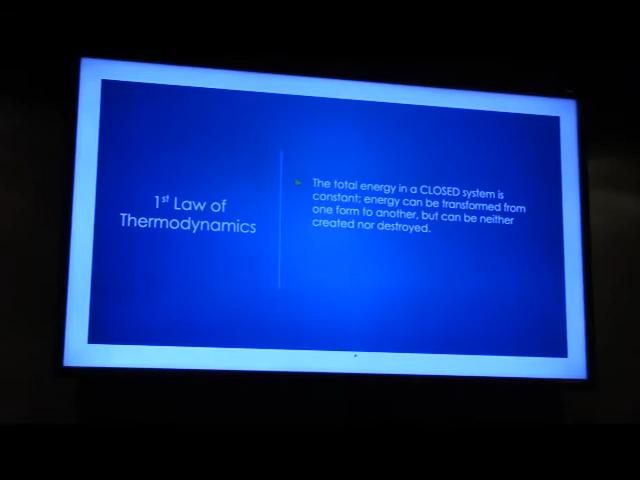 1st Law of
Thermodynamics
The total energy in a CLOSED system is
constant; energy can be transformed from
one form to another, but can be neither
created nor destroyed.